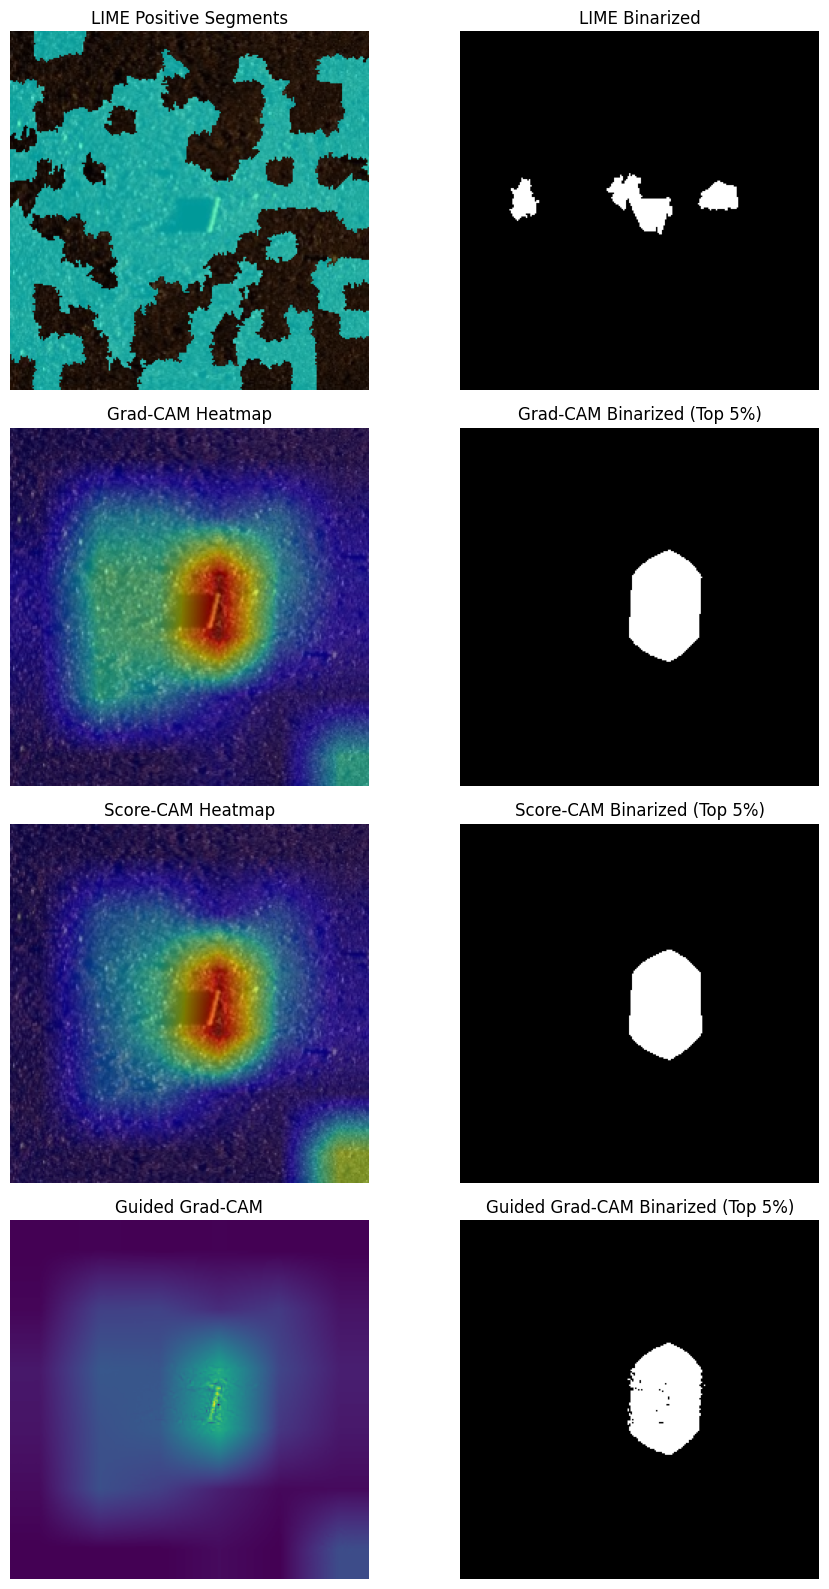 LIME Positive Segments
LIME Binarized
Grad-CAM Heatmap
Grad-CAM Binarized (Top 5%)
Score-CAM Heatmap
Score-CAM Binarized (Top 5%)
Guided Grad-CAM
Guided Grad-CAM Binarized (Top 5%)